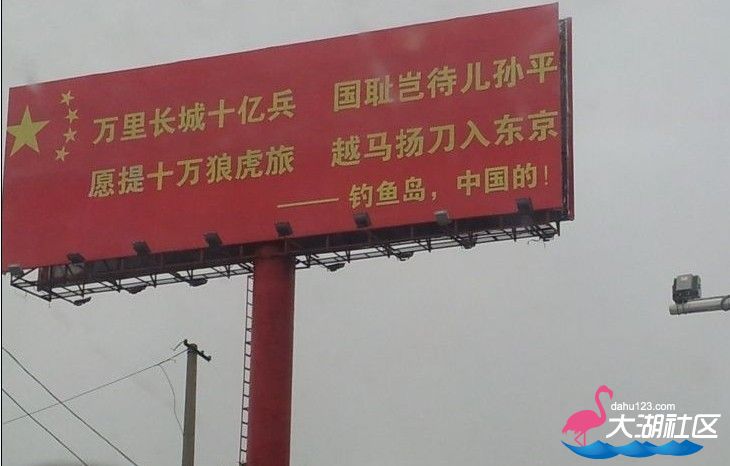 万里长城十亿兵 国耻岂待儿孙平
愿提十万狼虎旅 越马扬刀入东京
——钓鱼岛，中国的！
dahu123.com
大湖社区